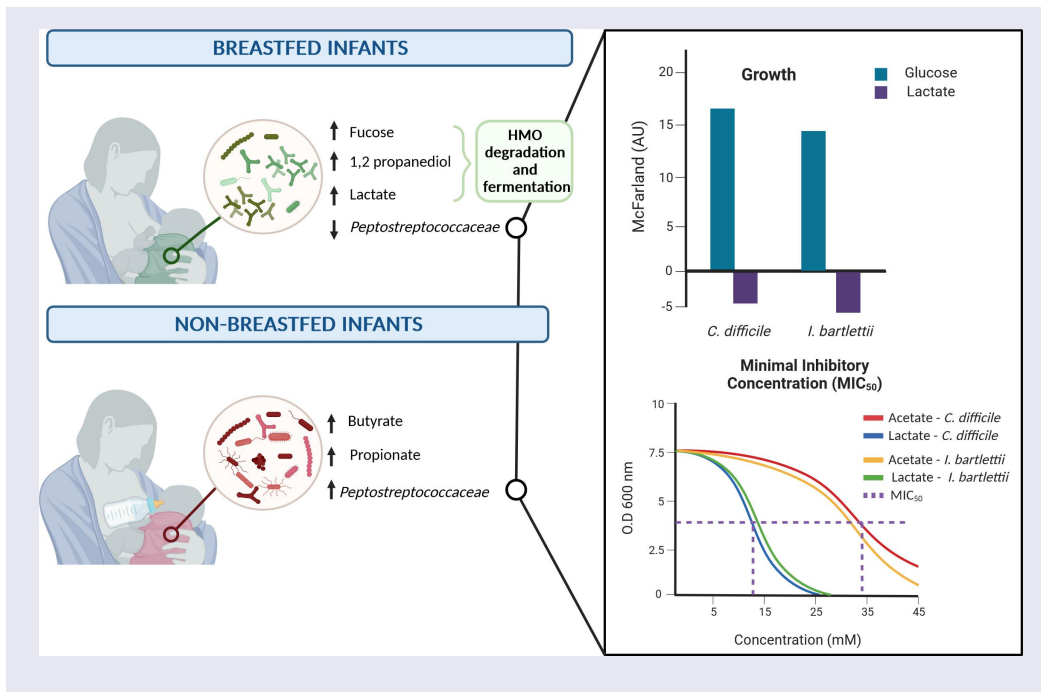 BREASTFED INFANTS
Fucose
1,2 propanediol
Lactate
Peptostreptococcaceae
HMO
degradation
and
fermentation
NON-BREASTFED INFANTS
Butyrate
Propionate
Peptostreptococcaceae
Growth
Glucose
Lactate
McFarland (AU)
20
15
10
5
0
-5
C. difficile
I. bartlettii
Minimal Inhibitory
Concentration (MIC₅₀)
Acetate - C. difficile
Lactate - C. difficile
Acetate - I. bartlettii
Lactate - I. bartlettii
MIC₅₀
O.D 600 nm
10
7.5
5
2.5
0
5 15 25 35 45
Concentration (mM)